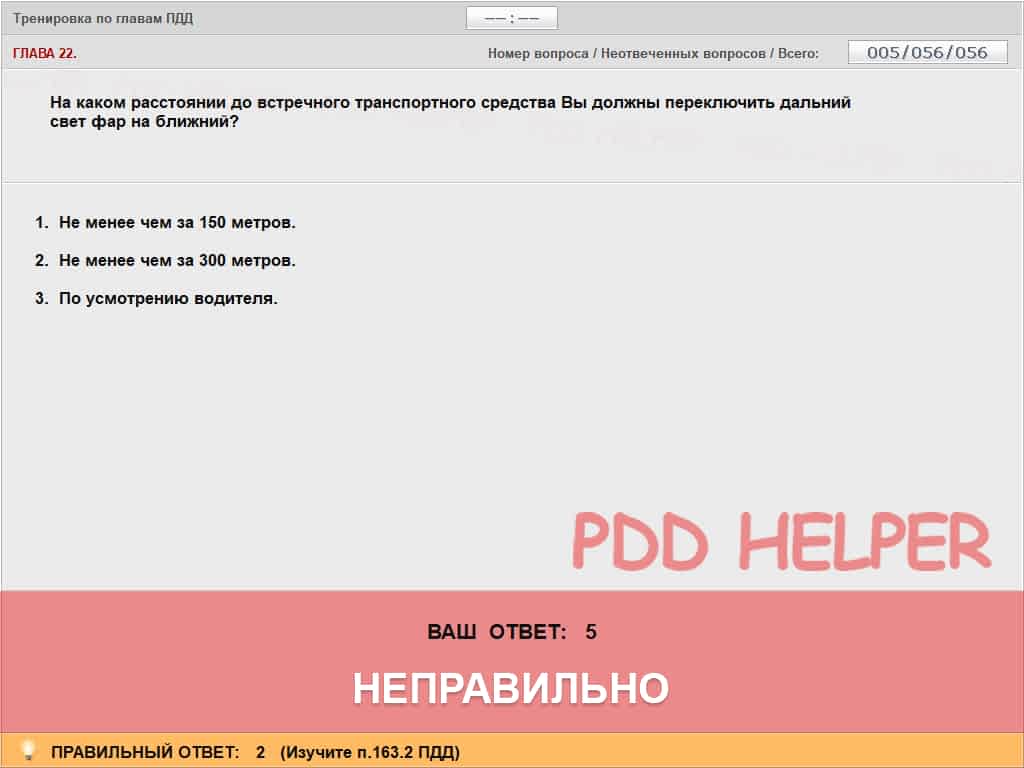 Тренировка по главам ПДД
—— : ——
ГЛАВА 22.
Номер вопроса / Неотвеченных вопросов / Всего:
005/056/056
На каком расстоянии до встречного транспортного средства Вы должны переключить дальний
свет фар на ближний?
1. Не менее чем за 150 метров.
2. Не менее чем за 300 метров.
3. По усмотрению водителя.
PDD HELPER
ВАШ ОТВЕТ: 5
НЕПРАВИЛЬНО
ПРАВИЛЬНЫЙ ОТВЕТ: 2 (Изучите п.163.2 ПДД)